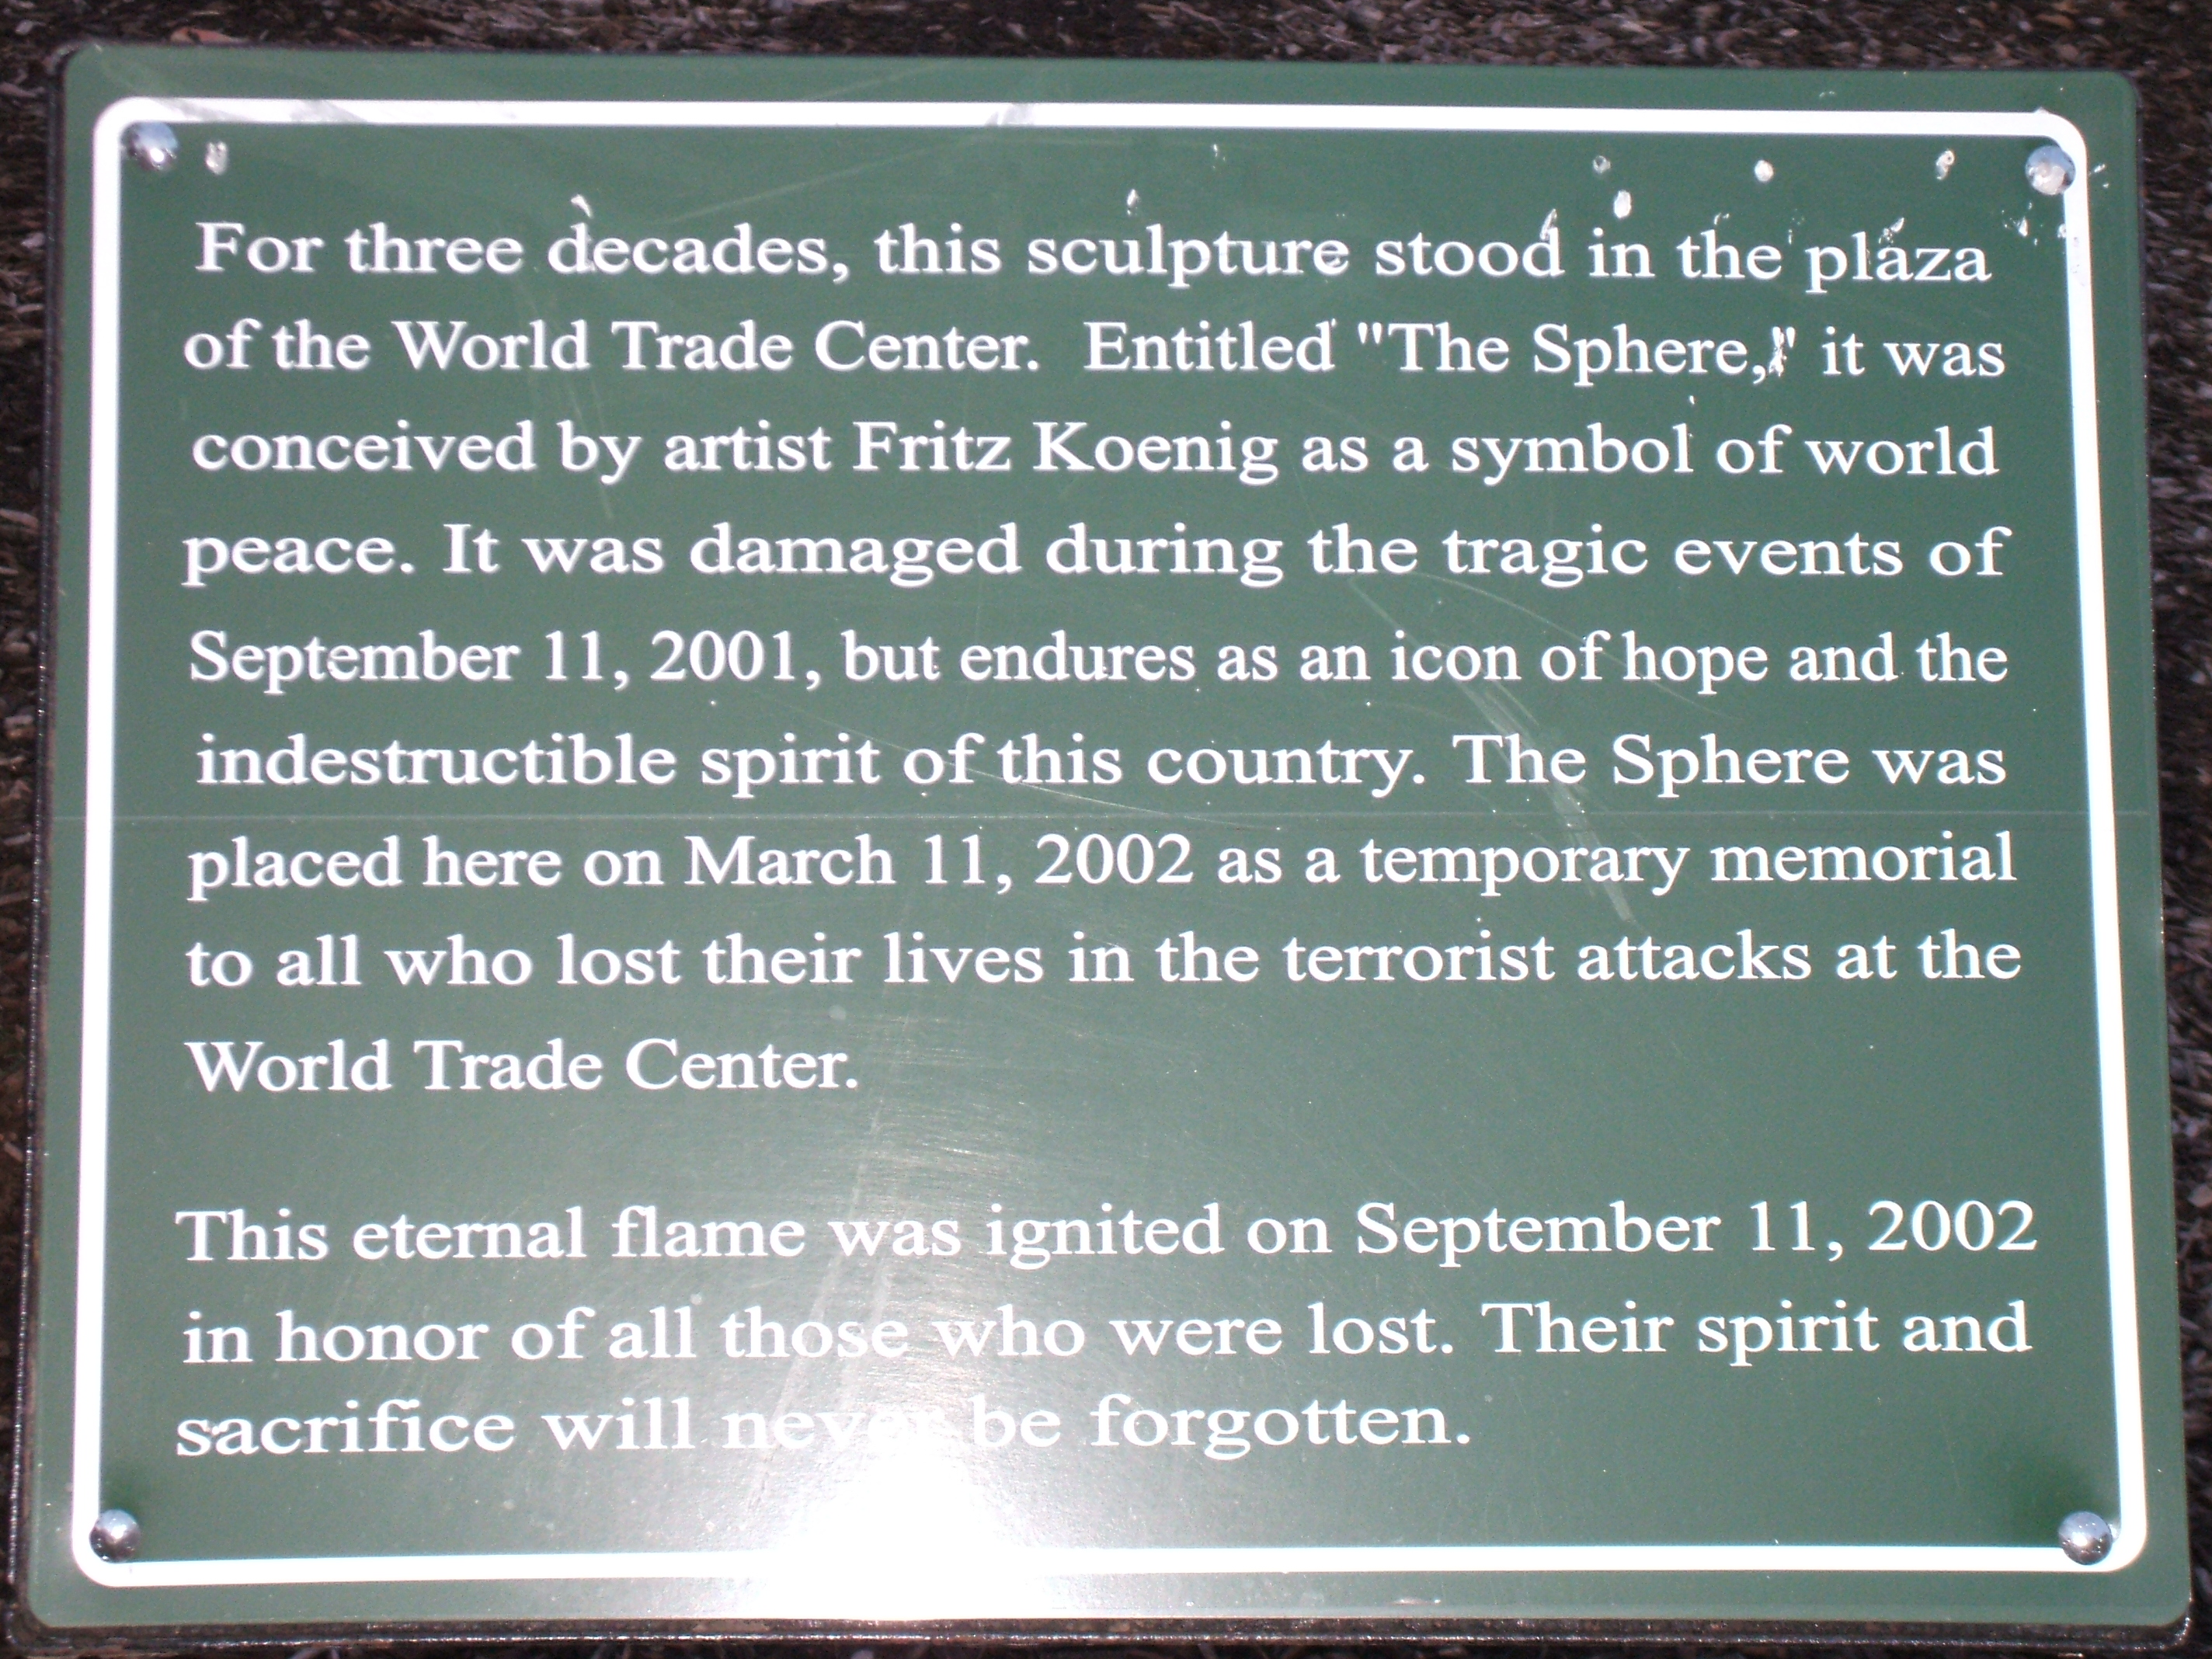 For three decades, this sculpture stood in the plaza
of the World Trade Center. Entitled "The Sphere," it was
conceived by artist Fritz Koenig as a symbol of world
peace. It was damaged during the tragic events of
September 11, 2001, but endures as an icon of hope and the
indestructible spirit of this country. The Sphere was
placed here on March 11, 2002 as a temporary memorial
to all who lost their lives in the terrorist attacks at the
World Trade Center.
This eternal flame was ignited on September 11, 2002
in honor of all those who were lost. Their spirit and
sacrifice will never be forgotten.